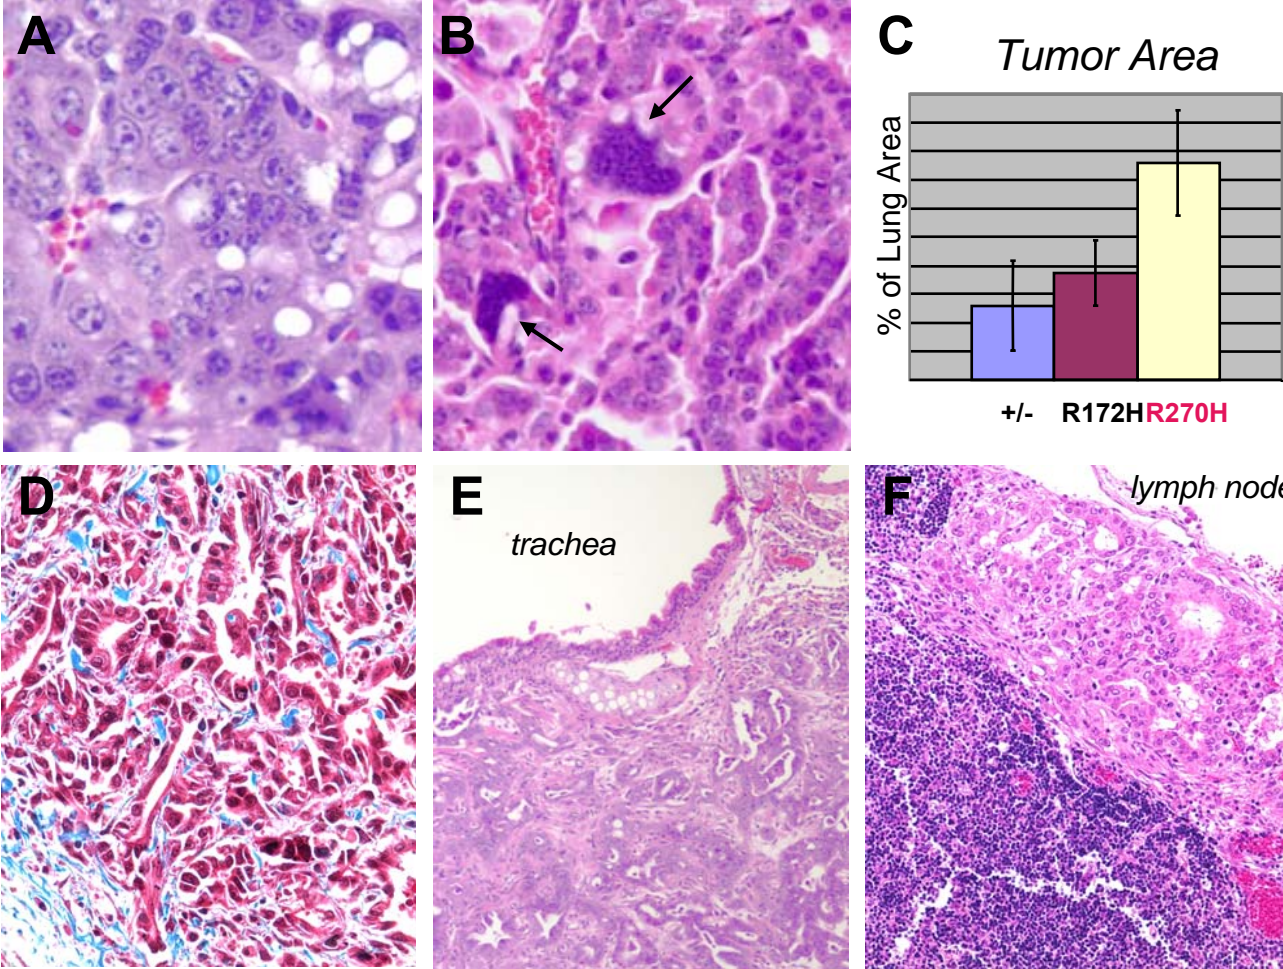 A
B
C
Tumor Area
% of Lung Area
+/-
R172H
R270H
D
E
trachea
F
lymph node